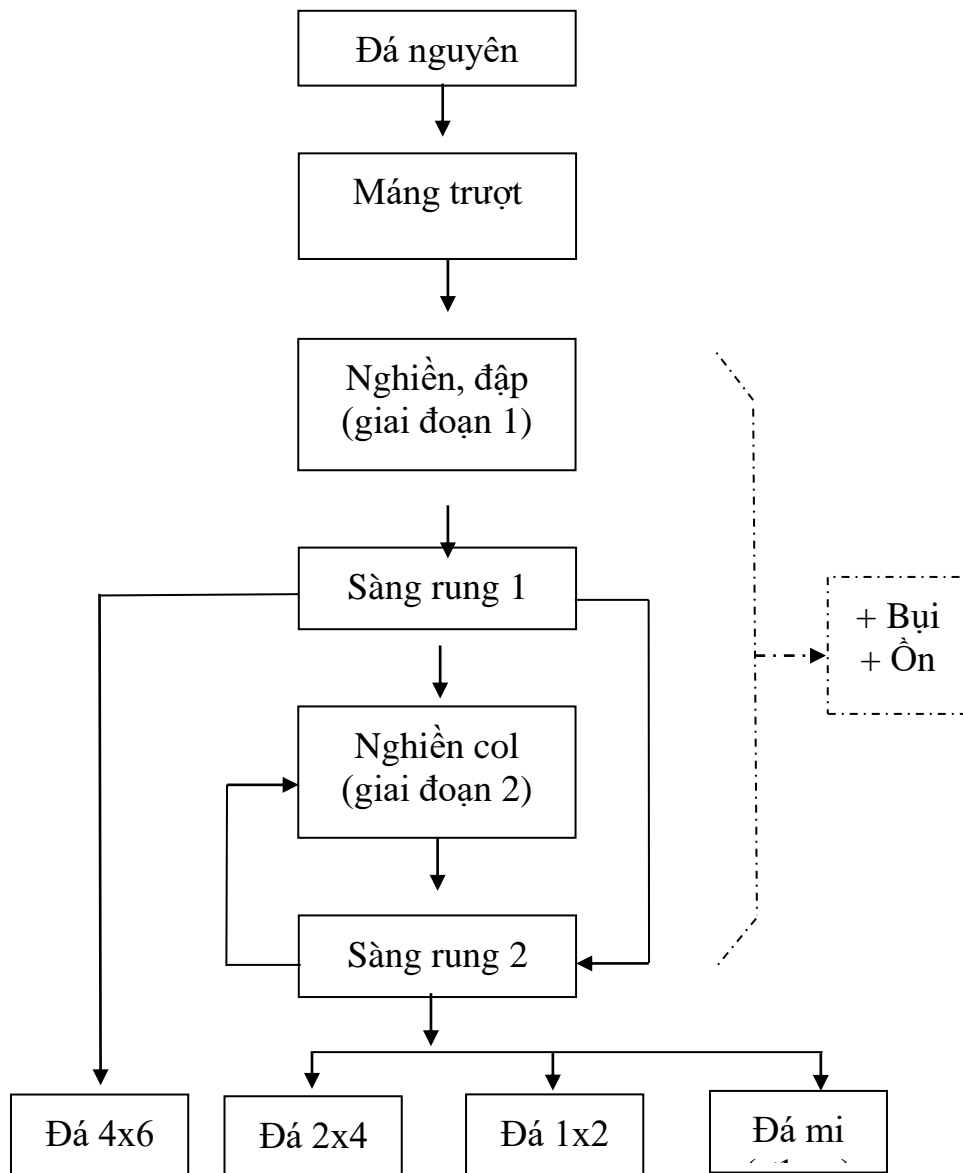 Đá nguyên
Máng trượt
Nghiền, đập
(giai đoạn 1)
Sàng rung 1
+ Bụi
+ Ồn
Nghiền col
(giai đoạn 2)
Sàng rung 2
Đá 4x6
Đá 2x4
Đá 1x2
Đá mi